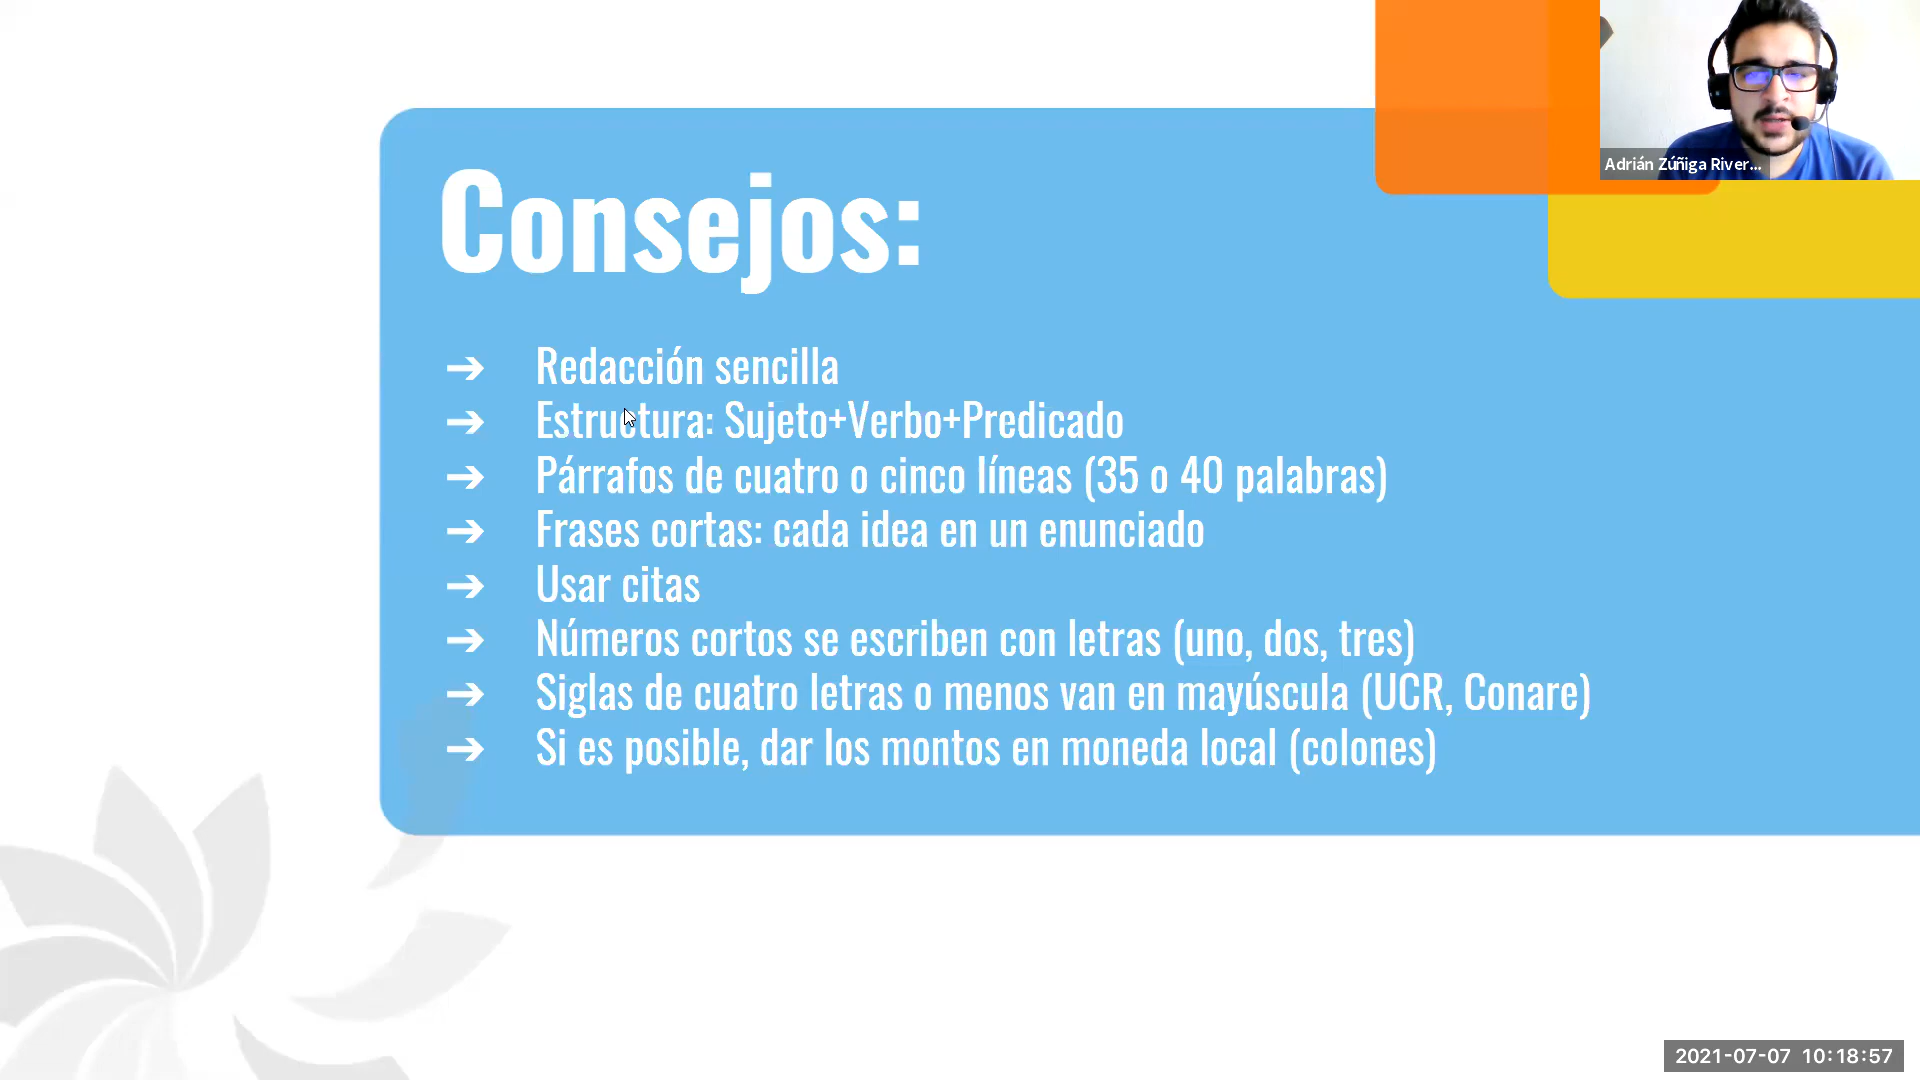 Adrián Zúñiga River...
Consejos:
➔ Redacción sencilla
➔ Estructura: Sujeto+Verbo+Predicado
➔ Párrafos de cuatro o cinco líneas (35 o 40 palabras)
➔ Frases cortas: cada idea en un enunciado
➔ Usar citas
➔ Números cortos se escriben con letras (uno, dos, tres)
➔ Siglas de cuatro letras o menos van en mayúscula (UCR, Conare)
➔ Si es posible, dar los montos en moneda local (colones)
2021-07-07 10:18:57